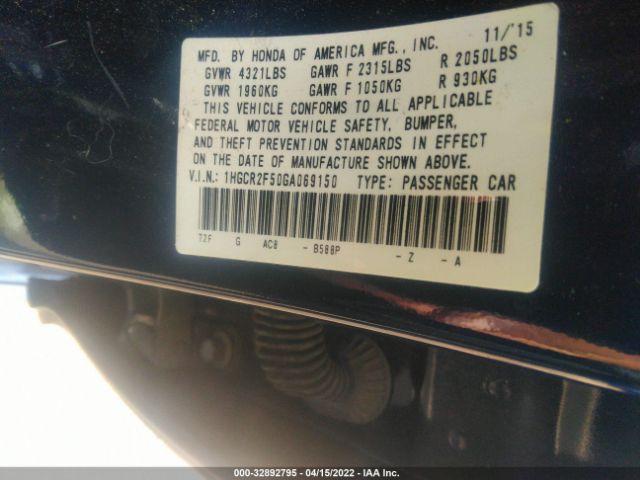 MFD. BY HONDA OF AMERICA MFG., INC. 11/'15
GVWR 4321LBS GAWR F 2315LBS R 2050LBS
GVWR 1960KG GAWR F 1050KG R 930KG
THIS VEHICLE CONFORMS TO ALL APPLICABLE
FEDERAL MOTOR VEHICLE SAFETY, BUMPER,
AND THEFT PREVENTION STANDARDS IN EFFECT
ON THE DATE OF MANUFACTURE SHOWN ABOVE.
V.I.N.: 1HGCR2F50GA069150 TYPE: PASSENGER CAR
T2F G AC8 - B588P - Z - A
000-32892795 - 04/15/2022 - IAA Inc.